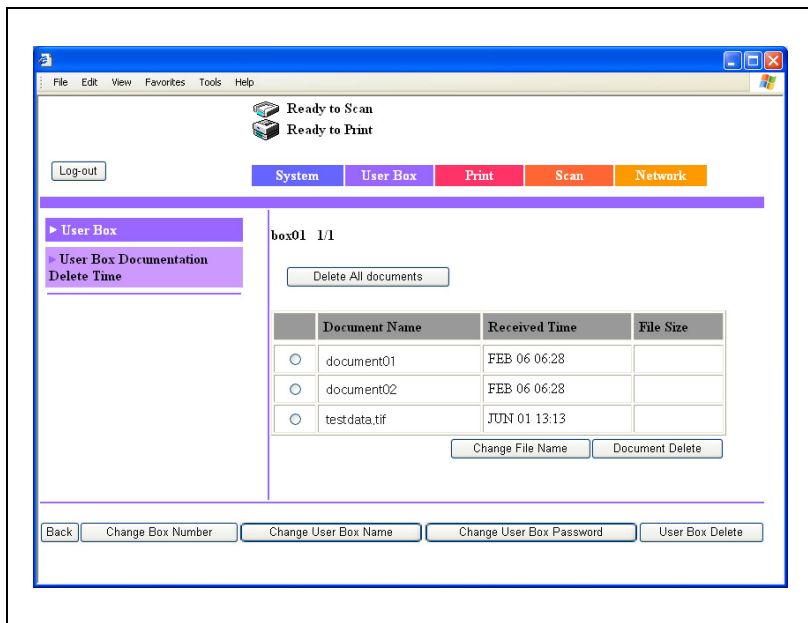 File Edit View Favorites Tools Help
Ready to Scan
Ready to Print
Log-out
System User Box Print Scan Network
User Box
User Box Documentation
Delete Time
box01 1/1
Delete All documents
Document Name Received Time File Size
document01 FEB 06 06:28
document02 FEB 06 06:28
testdata,tif JUN 01 13:13
Change File Name Document Delete
Back Change Box Number Change User Box Name Change User Box Password User Box Delete